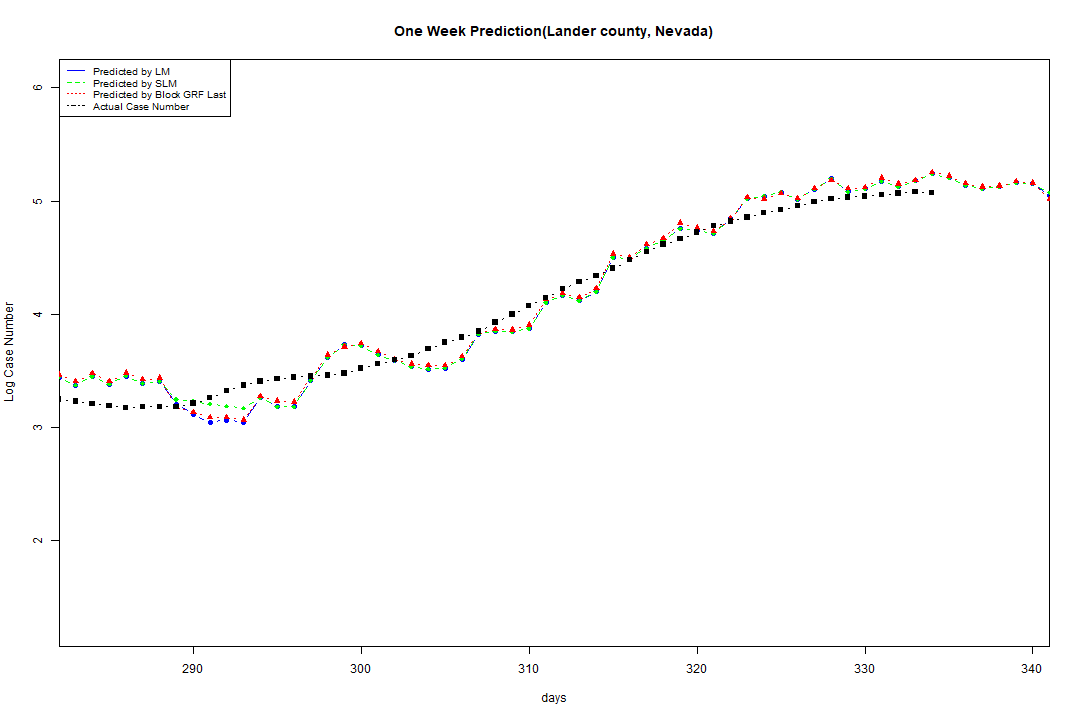 One Week Prediction(Lander county, Nevada)
Predicted by LM
Predicted by SLM
Predicted by Block GRF Last
Actual Case Number
6
5
4
3
2
Log Case Number
290 300 310 320 330 340
days